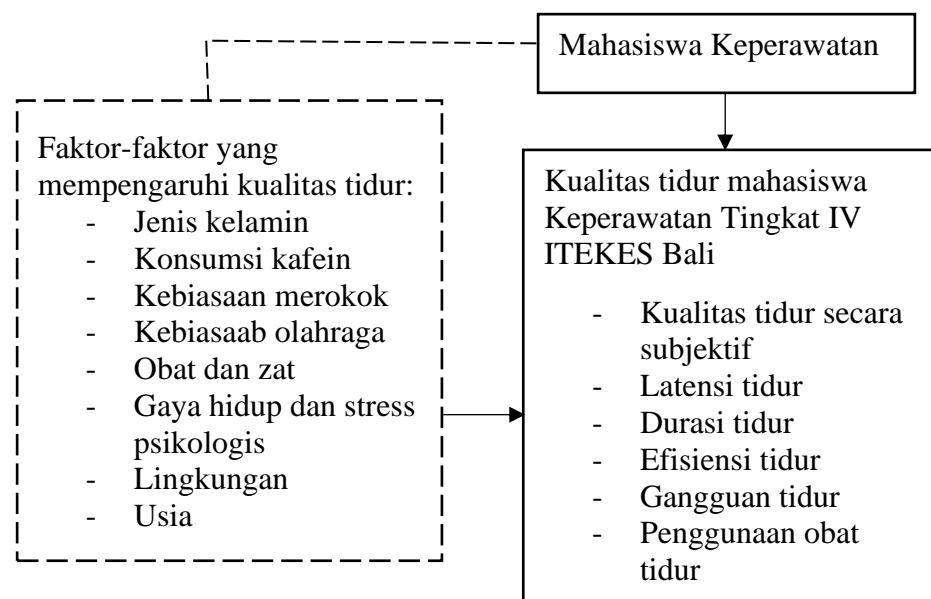 Mahasiswa Keperawatan
Faktor-faktor yang
mempengaruhi kualitas tidur:
- Jenis kelamin
- Konsumsi kafein
- Kebiasaan merokok
- Kebiasaab olahraga
- Obat dan zat
- Gaya hidup dan stress
psikologis
- Lingkungan
- Usia
Kualitas tidur mahasiswa
Keperawatan Tingkat IV
ITEKES Bali
- Kualitas tidur secara
subjektif
- Latensi tidur
- Durasi tidur
- Efisiensi tidur
- Gangguan tidur
- Penggunaan obat
tidur